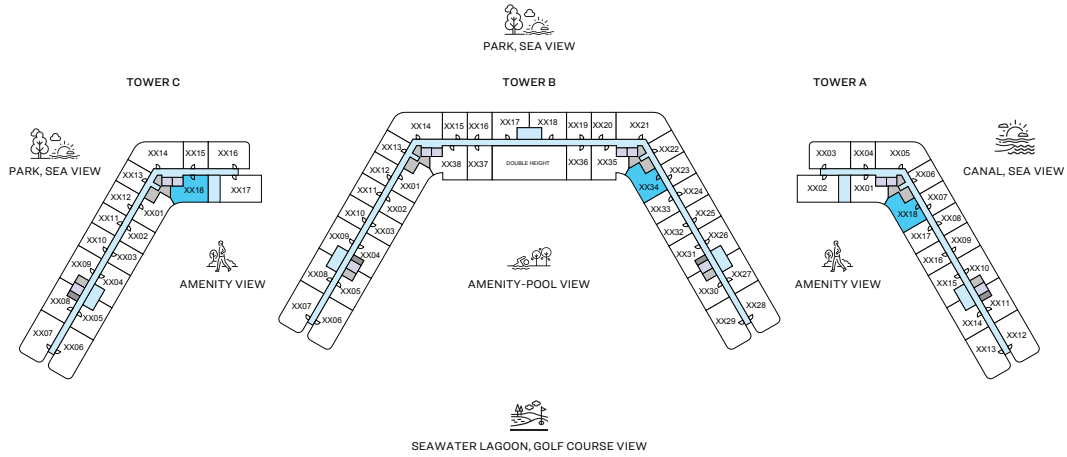 PARK, SEA VIEW
TOWER C
TOWER B
TOWER A
PARK, SEA VIEW
CANAL, SEA VIEW
XX14
XX15
XX16
XX13
XX18
XX17
XX12
XX01
XX11
XX02
XX10
XX03
XX09
XX04
XX08
XX05
XX07
XX06
AMENITY VIEW
XX14
XX15
XX16
XX17
XX18
XX19
XX20
XX21
XX13
XX38
XX37
DOUBLE HEIGHT
XX36
XX35
XX22
XX12
XX01
XX34
XX23
XX11
XX02
XX33
XX24
XX10
XX03
XX32
XX25
XX09
XX04
XX31
XX26
XX08
XX05
XX30
XX27
XX07
XX06
XX29
XX28
AMENITY-POOL VIEW
XX03
XX04
XX05
XX02
XX01
XX06
XX18
XX07
XX17
XX08
XX16
XX09
XX15
XX10
XX14
XX11
XX13
XX12
AMENITY VIEW
SEAWATER LAGOON, GOLF COURSE VIEW